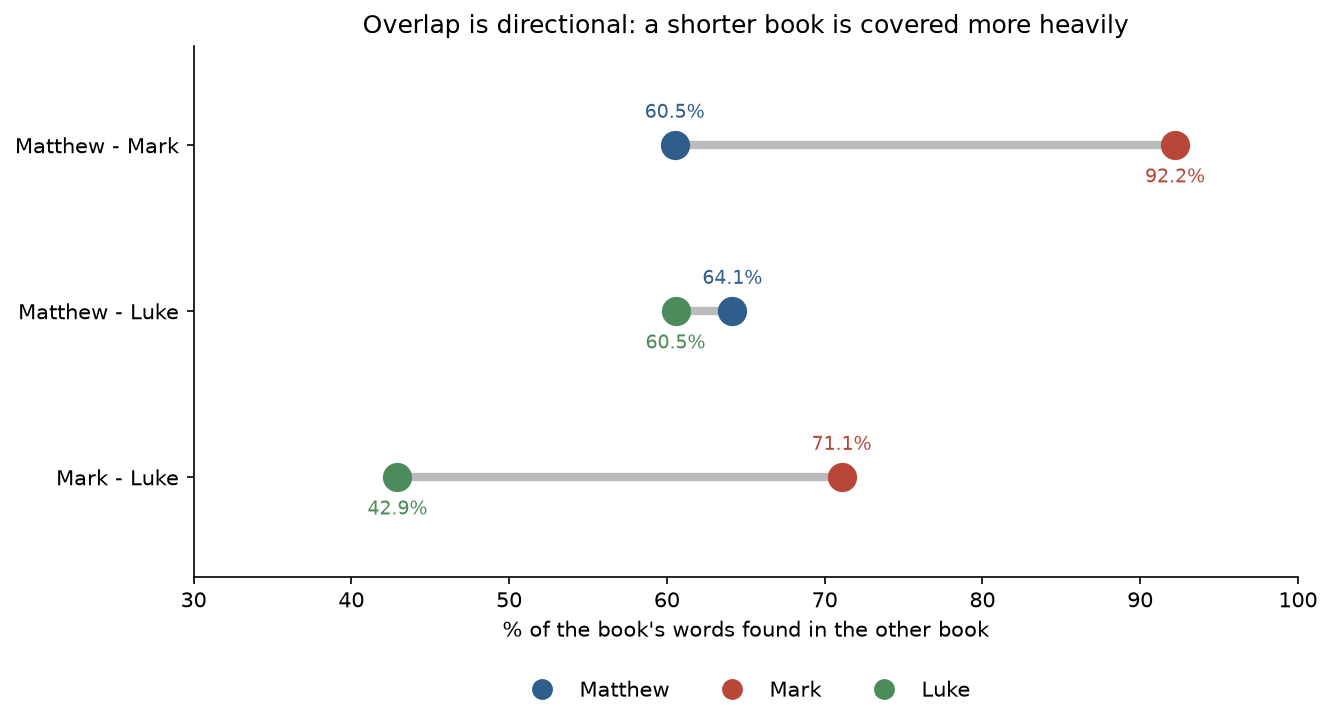 Overlap is directional: a shorter book is covered more heavily
60.5%
Matthew - Mark
92.2%
64.1%
Matthew - Luke
60.5%
71.1%
Mark - Luke
42.9%
30 40 50 60 70 80 90 100
% of the book's words found in the other book
Matthew Mark Luke